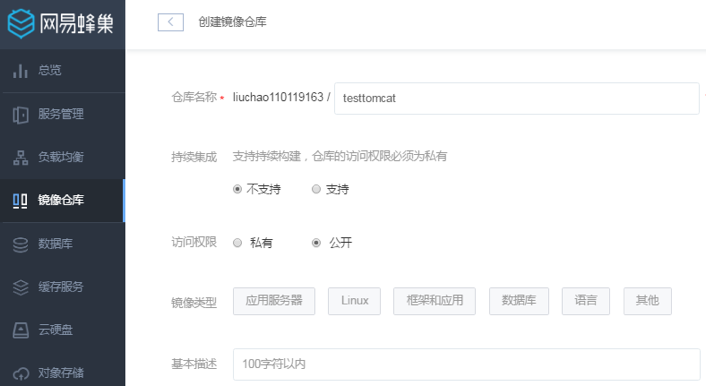 网易蜂巢
创建镜像仓库
总览
服务管理
负载均衡
镜像仓库
数据库
缓存服务
云硬盘
对象存储
仓库名称 * liuchao110119163 / testtomcat
持续集成 支持持续构建，仓库的访问权限必须为私有
不支持 支持
访问权限 私有 公开
镜像类型 应用服务器 Linux 框架和应用 数据库 语言 其他
基本描述 100字符以内